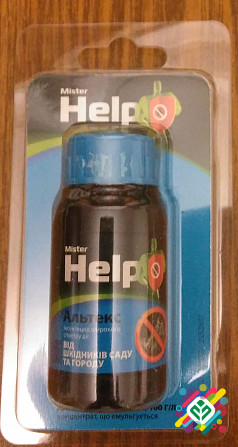 Mister
Help
Mister
Help
Альтекс
ВІД
ШКІДНИКІВ САДУ
ТА ГОРОДУ
концентрат, що емульгується